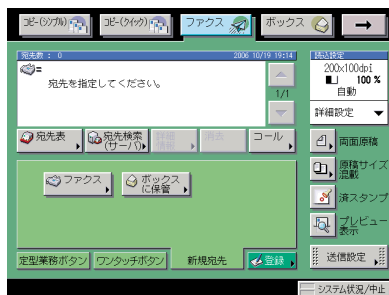 コピー(シンプル)
コピー(クイック)
ファクス
ボックス
宛先数 : 0
2006 10/19 19:14
宛先を指定してください。
1/1
宛先表
宛先検索
(サーバ)
詳細
情報
消去
コール
ファクス
ボックス
に保管
定型業務ボタン
ワンタッチボタン
新規宛先
登録
読込設定
200x100dpi
100 %
自動
詳細設定
両面原稿
原稿サイズ
混載
済スタンプ
プレビュー
表示
送信設定
システム状況/中止